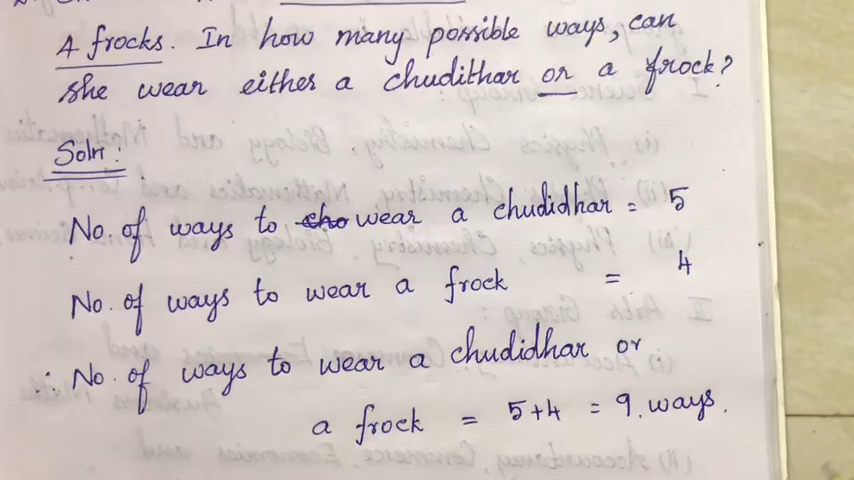 4 frocks. In how many possible ways, can
she wear either a chudithar or a frock?
Soln:
No. of ways to wear a chudidhar = 5
No. of ways to wear a frock = 4
∴ No. of ways to wear a chudidhar or
a frock = 5+4 = 9. ways.